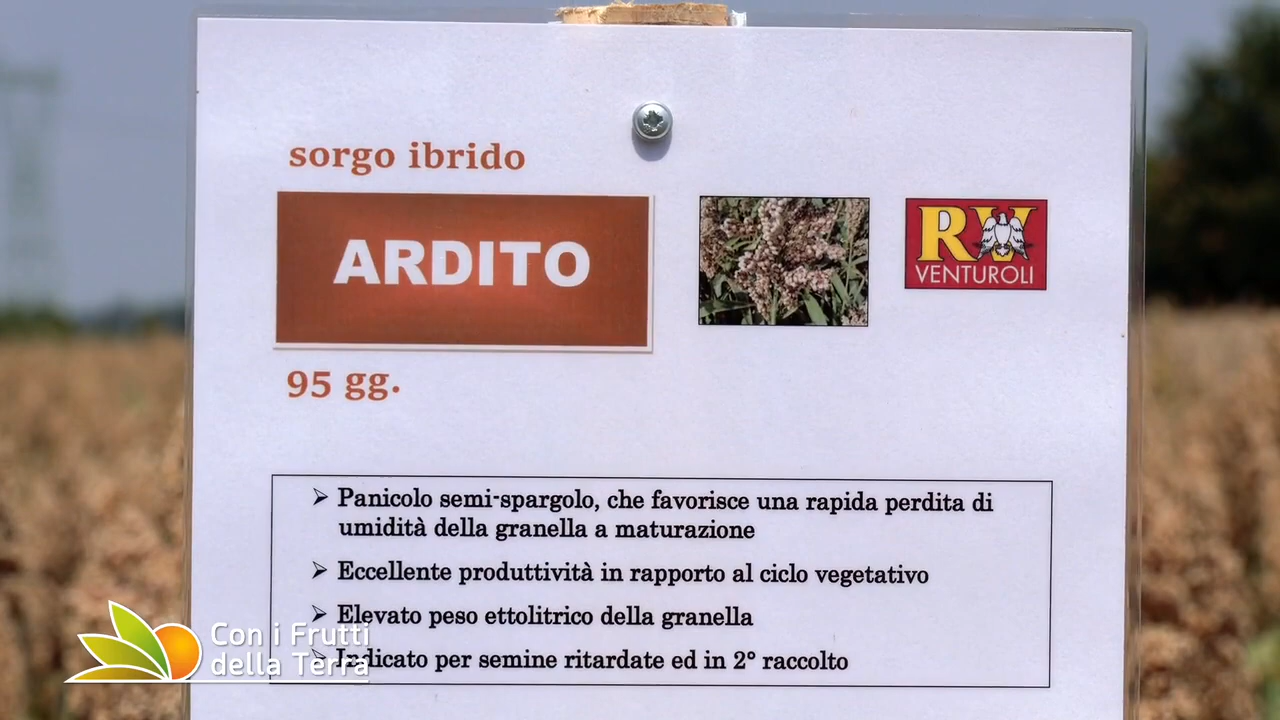 sorgo ibrido
ARDITO
RV
VENTUROLI
95 gg.
➢ Panicolo semi-spargolo, che favorisce una rapida perdita di
umidità della granella a maturazione
➢ Eccellente produttività in rapporto al ciclo vegetativo
➢ Elevato peso ettolitrico della granella
➢ Indicato per semine ritardate ed in 2° raccolto
Con i Frutti
della Terra